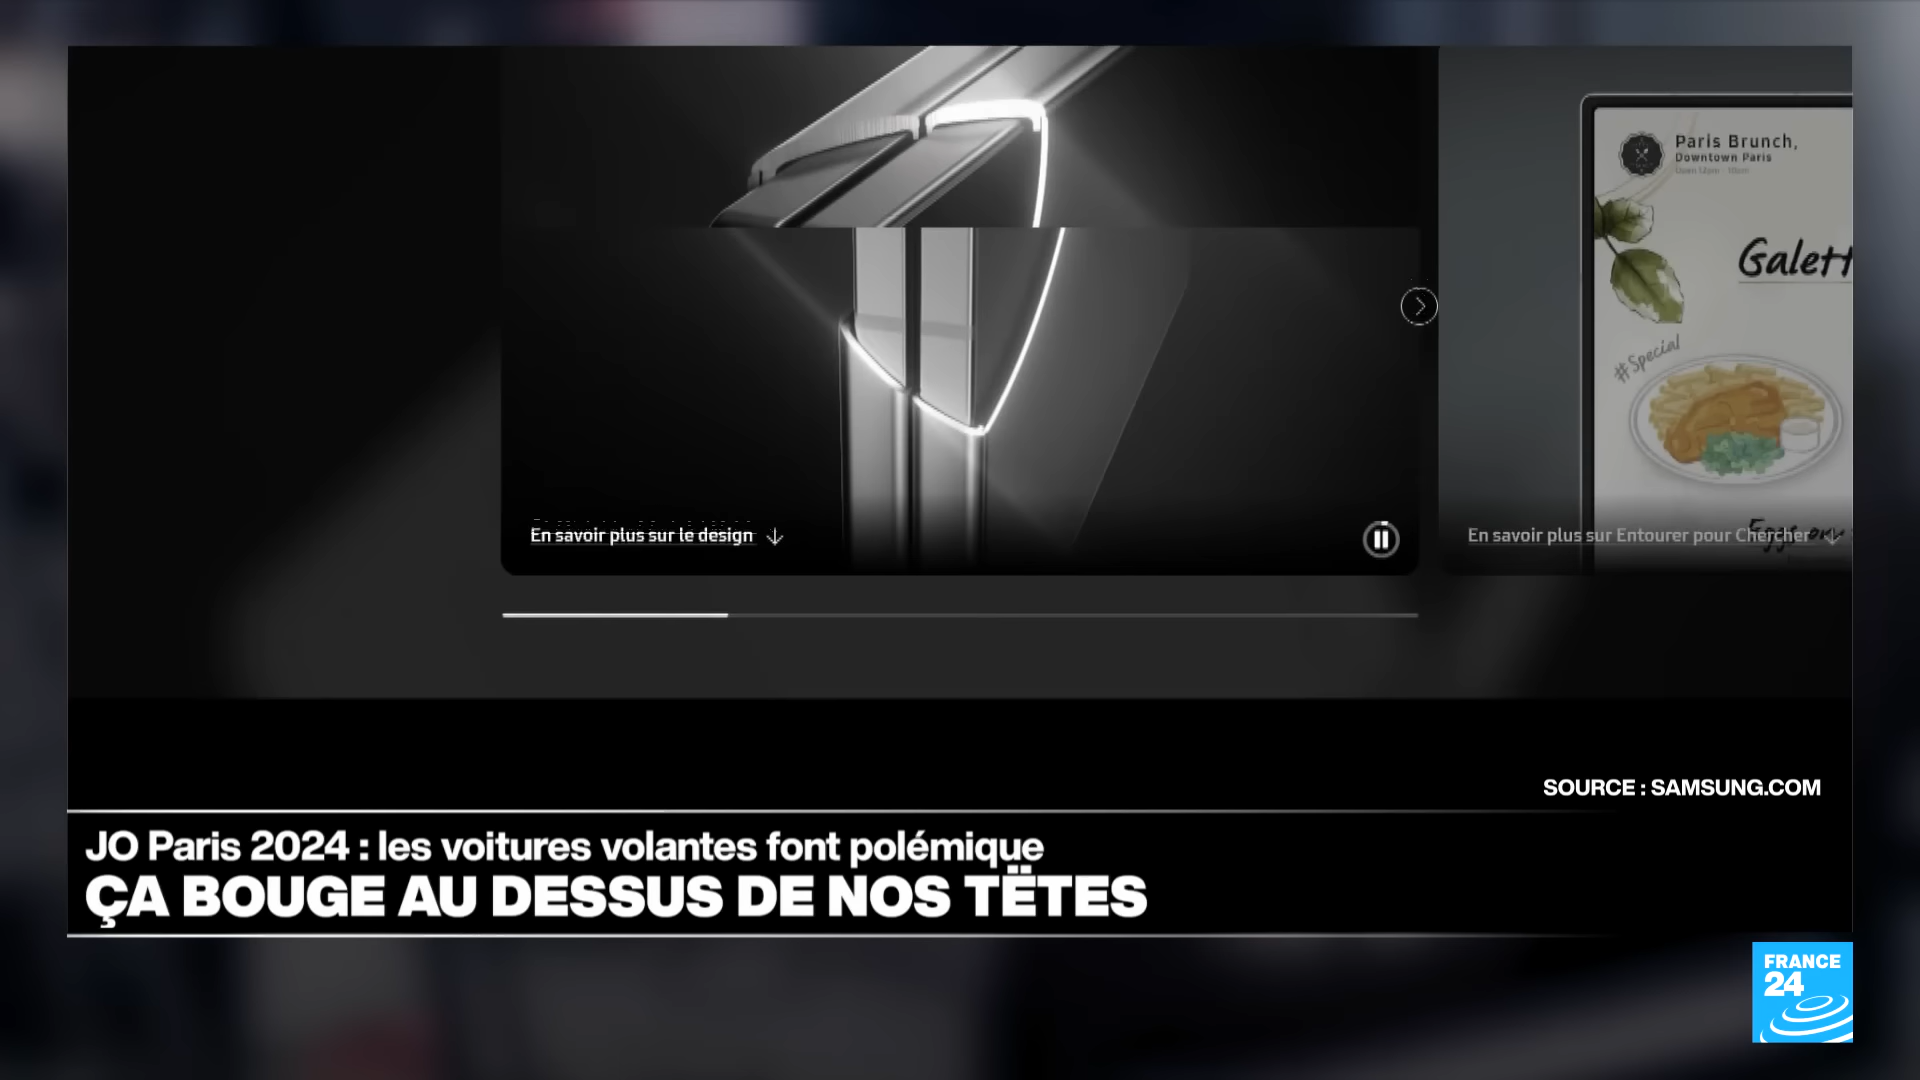 Paris Brunch,
Downtown Paris
Galett
#Special
En savoir plus sur le design
En savoir plus sur Entourer pour Chercher
Eggs
SOURCE : SAMSUNG.COM
JO Paris 2024 : les voitures volantes font polémique
ÇA BOUGE AU DESSUS DE NOS TËTES
FRANCE
24